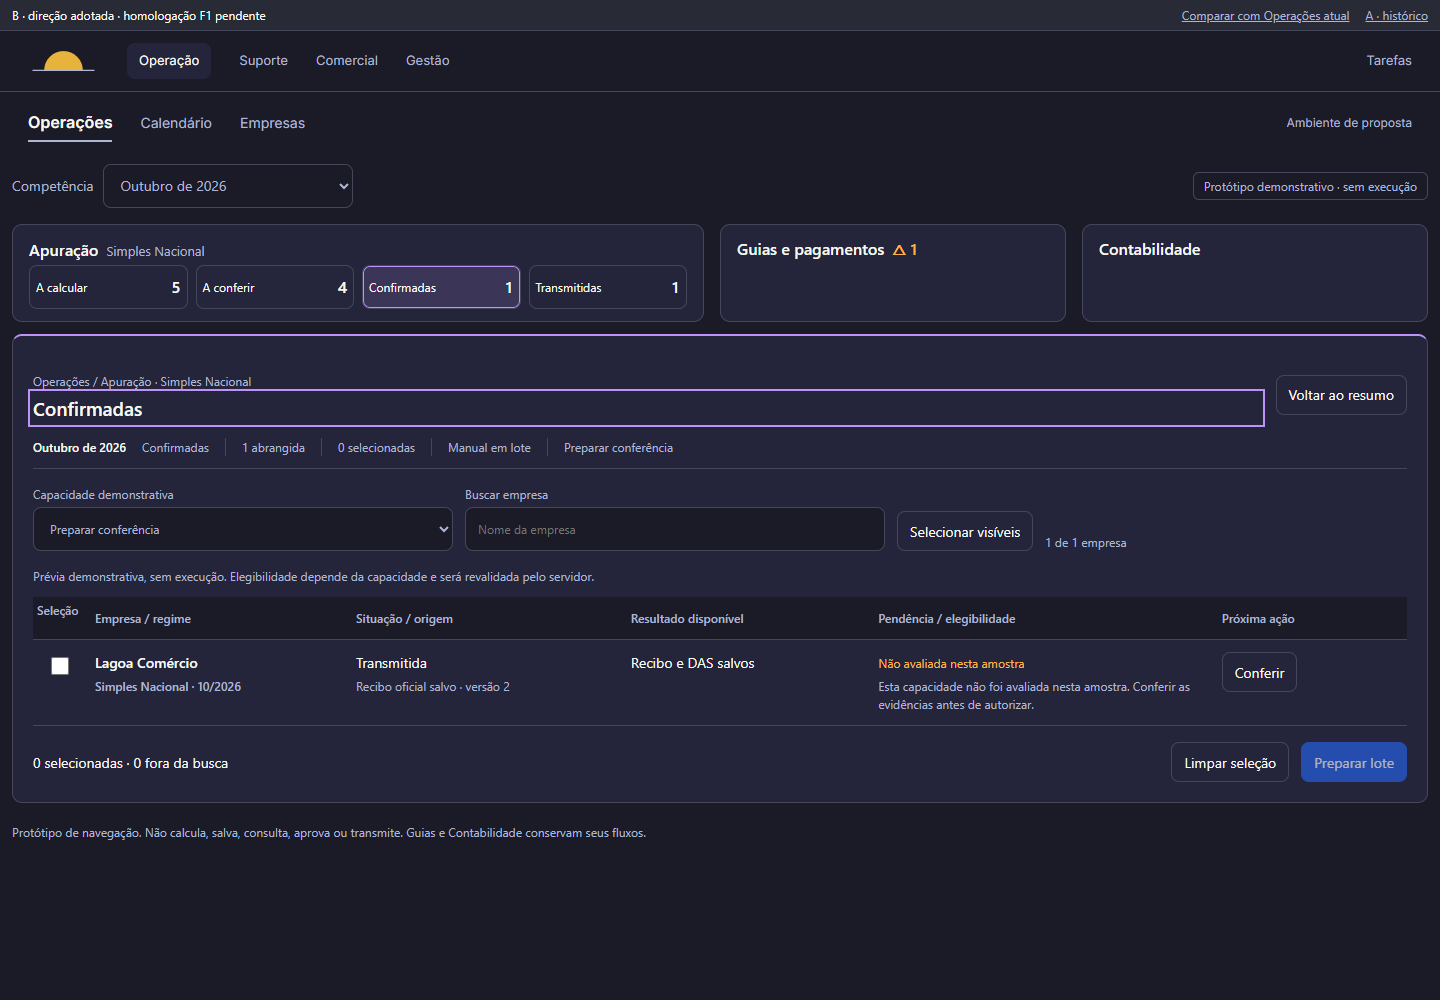 B · direção adotada · homologação F1 pendente
Comparar com Operações atual
A · histórico
Operação
Suporte
Comercial
Gestão
Tarefas
Operações
Calendário
Empresas
Ambiente de proposta
Competência
Outubro de 2026
Protótipo demonstrativo · sem execução
Apuração Simples Nacional
A calcular 5
A conferir 4
Confirmadas 1
Transmitidas 1
Guias e pagamentos △ 1
Contabilidade
Operações / Apuração · Simples Nacional
Confirmadas
Voltar ao resumo
Outubro de 2026
Confirmadas
1 abrangida
0 selecionadas
Manual em lote
Preparar conferência
Capacidade demonstrativa
Preparar conferência
Buscar empresa
Nome da empresa
Selecionar visíveis
1 de 1 empresa
Prévia demonstrativa, sem execução. Elegibilidade depende da capacidade e será revalidada pelo servidor.
Seleção
Empresa / regime
Situação / origem
Resultado disponível
Pendência / elegibilidade
Próxima ação
Lagoa Comércio
Simples Nacional · 10/2026
Transmitida
Recibo oficial salvo · versão 2
Recibo e DAS salvos
Não avaliada nesta amostra
Esta capacidade não foi avaliada nesta amostra. Conferir as
evidências antes de autorizar.
Conferir
0 selecionadas · 0 fora da busca
Limpar seleção
Preparar lote
Protótipo de navegação. Não calcula, salva, consulta, aprova ou transmite. Guias e Contabilidade conservam seus fluxos.